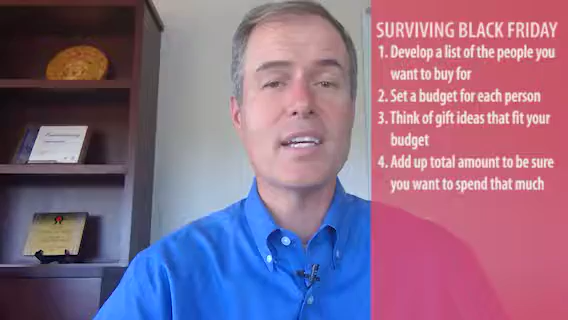 SURVIVING BLACK FRIDAY
1. Develop a list of the people you
want to buy for
2. Set a budget for each person
3. Think of gift ideas that fit your
budget
4. Add up total amount to be sure
you want to spend that much